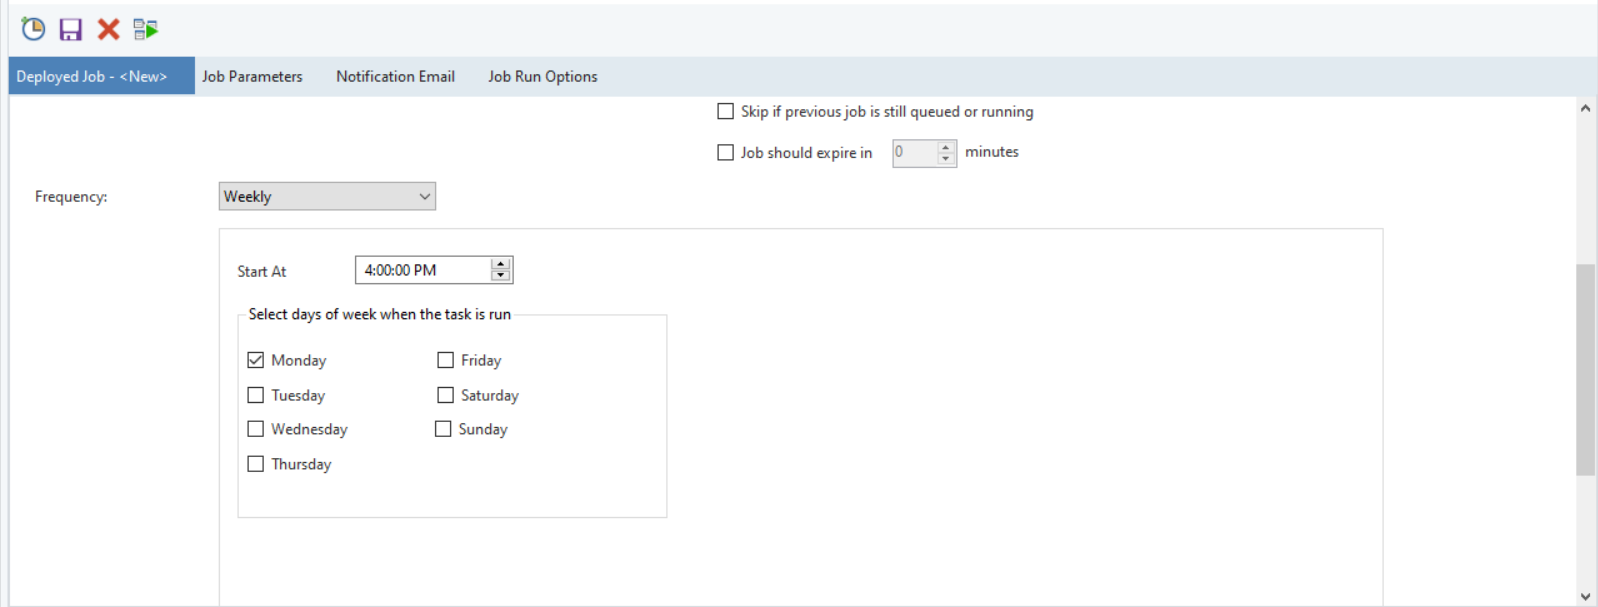 Deployed Job - <New> Job Parameters Notification Email Job Run Options
Skip if previous job is still queued or running
Job should expire in 0 minutes
Frequency: Weekly
Start At 4:00:00 PM
Select days of week when the task is run
Monday Friday
Tuesday Saturday
Wednesday Sunday
Thursday